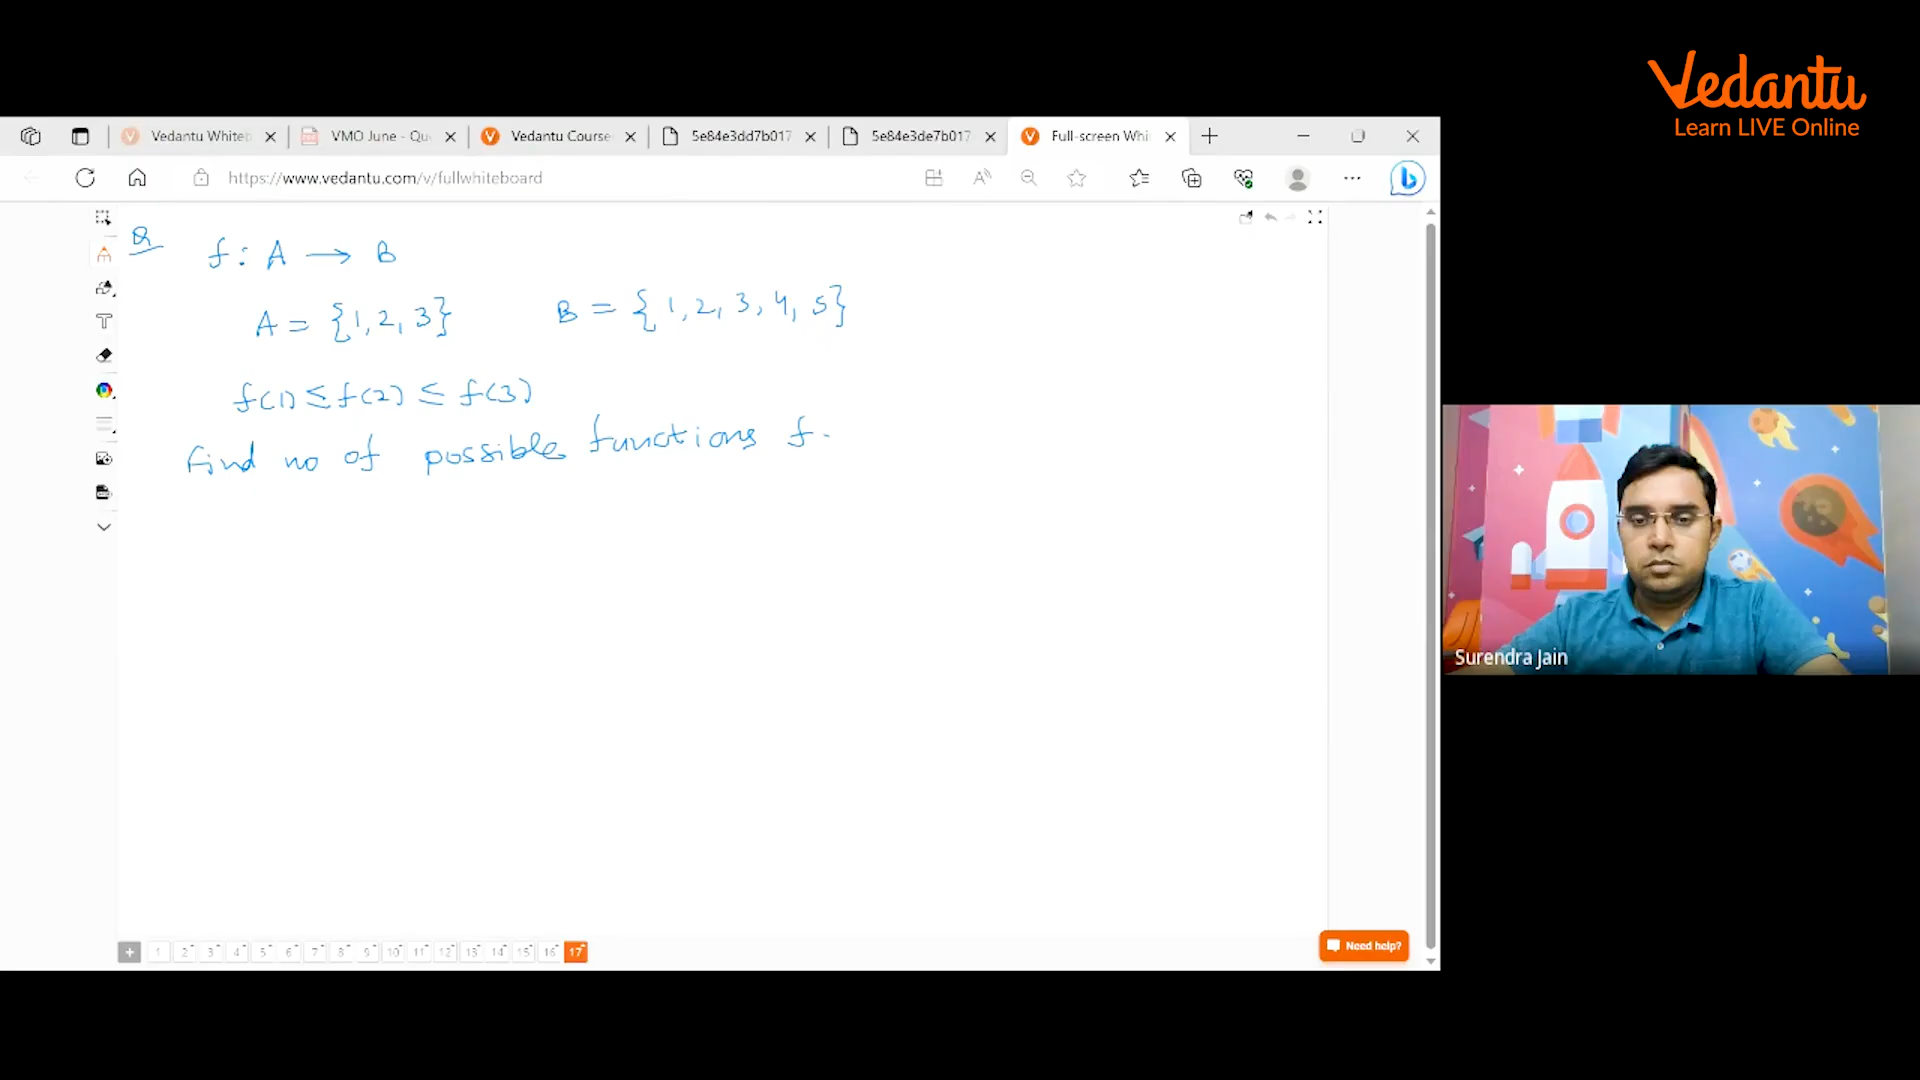 Vedantu
Learn LIVE Online
Vedantu Whiteb
VMO June - Qu
Vedantu Course
5e84e3dd7b017
5e84e3de7b017
Full-screen Whi
https://www.vedantu.com/v/fullwhiteboard
Q f : A → B
A = {1, 2, 3} B = {1, 2, 3, 4, 5}
f(1) ≤ f(2) ≤ f(3)
Find no of possible functions f.
Surendra Jain
1 2 3 4 5 6 7 8 9 10 11 12 13 14 15 16 17
Need help?